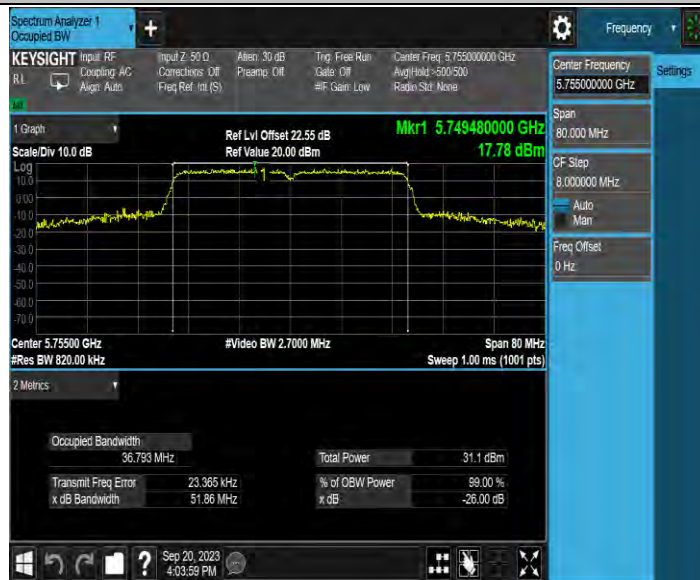 Spectrum Analyzer 1
Occupied BW
Frequency
KEYSIGHT Input: RF Input Z: 50 Ω Atten: 30 dB Trig: Free Run Center Freq: 5.755000000 GHz
RL Coupling: AC Corrections: Off Preamp: Off Gate: Off Avg|Hold: >500/500
Align: Auto Freq Ref: Int (S) #IF Gain: Low Radio Std: None
Center Frequency
5.755000000 GHz
Settings
Span
80.000 MHz
CF Step
8.000000 MHz
Auto
Man
Freq Offset
0 Hz
1 Graph
Ref Lvl Offset 22.55 dB
Mkr1 5.749480000 GHz
Scale/Div 10.0 dB
Ref Value 20.00 dBm
17.78 dBm
Log
10.0
0.00
-10.0
-20.0
-30.0
-40.0
-50.0
-60.0
-70.0
1
Center 5.75500 GHz #Video BW 2.7000 MHz Span 80 MHz
#Res BW 820.00 kHz Sweep 1.00 ms (1001 pts)
2 Metrics
Occupied Bandwidth
36.793 MHz
Total Power 31.1 dBm
Transmit Freq Error 23.365 kHz % of OBW Power 99.00 %
x dB Bandwidth 51.86 MHz x dB -26.00 dB
?
Sep 20, 2023
4:03:59 PM